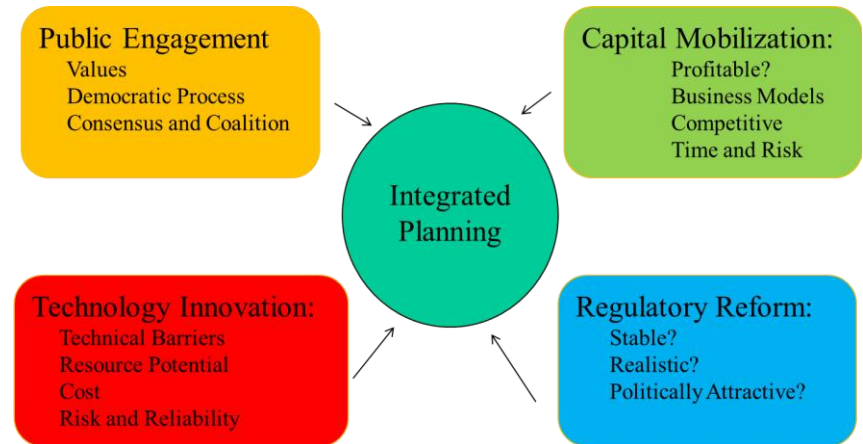 Public Engagement
Values
Democratic Process
Consensus and Coalition
Capital Mobilization:
Profitable?
Business Models
Competitive
Time and Risk
Integrated
Planning
Technology Innovation:
Technical Barriers
Resource Potential
Cost
Risk and Reliability
Regulatory Reform:
Stable?
Realistic?
Politically Attractive?